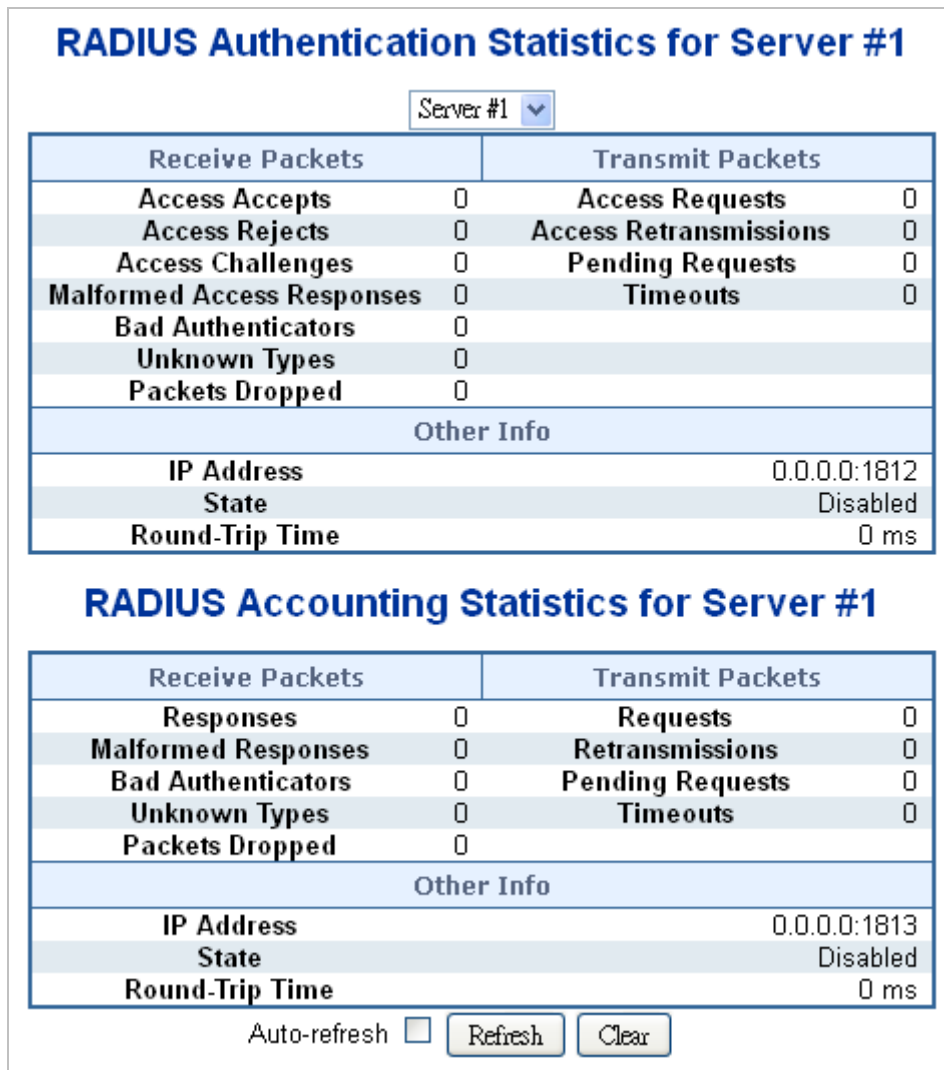 RADIUS Authentication Statistics for Server #1
Server #1
Receive Packets Transmit Packets
Access Accepts 0 Access Requests 0
Access Rejects 0 Access Retransmissions 0
Access Challenges 0 Pending Requests 0
Malformed Access Responses 0 Timeouts 0
Bad Authenticators 0
Unknown Types 0
Packets Dropped 0
Other Info
IP Address 0.0.0.0:1812
State Disabled
Round-Trip Time 0 ms
RADIUS Accounting Statistics for Server #1
Receive Packets Transmit Packets
Responses 0 Requests 0
Malformed Responses 0 Retransmissions 0
Bad Authenticators 0 Pending Requests 0
Unknown Types 0 Timeouts 0
Packets Dropped 0
Other Info
IP Address 0.0.0.0:1813
State Disabled
Round-Trip Time 0 ms
Auto-refresh Refresh Clear